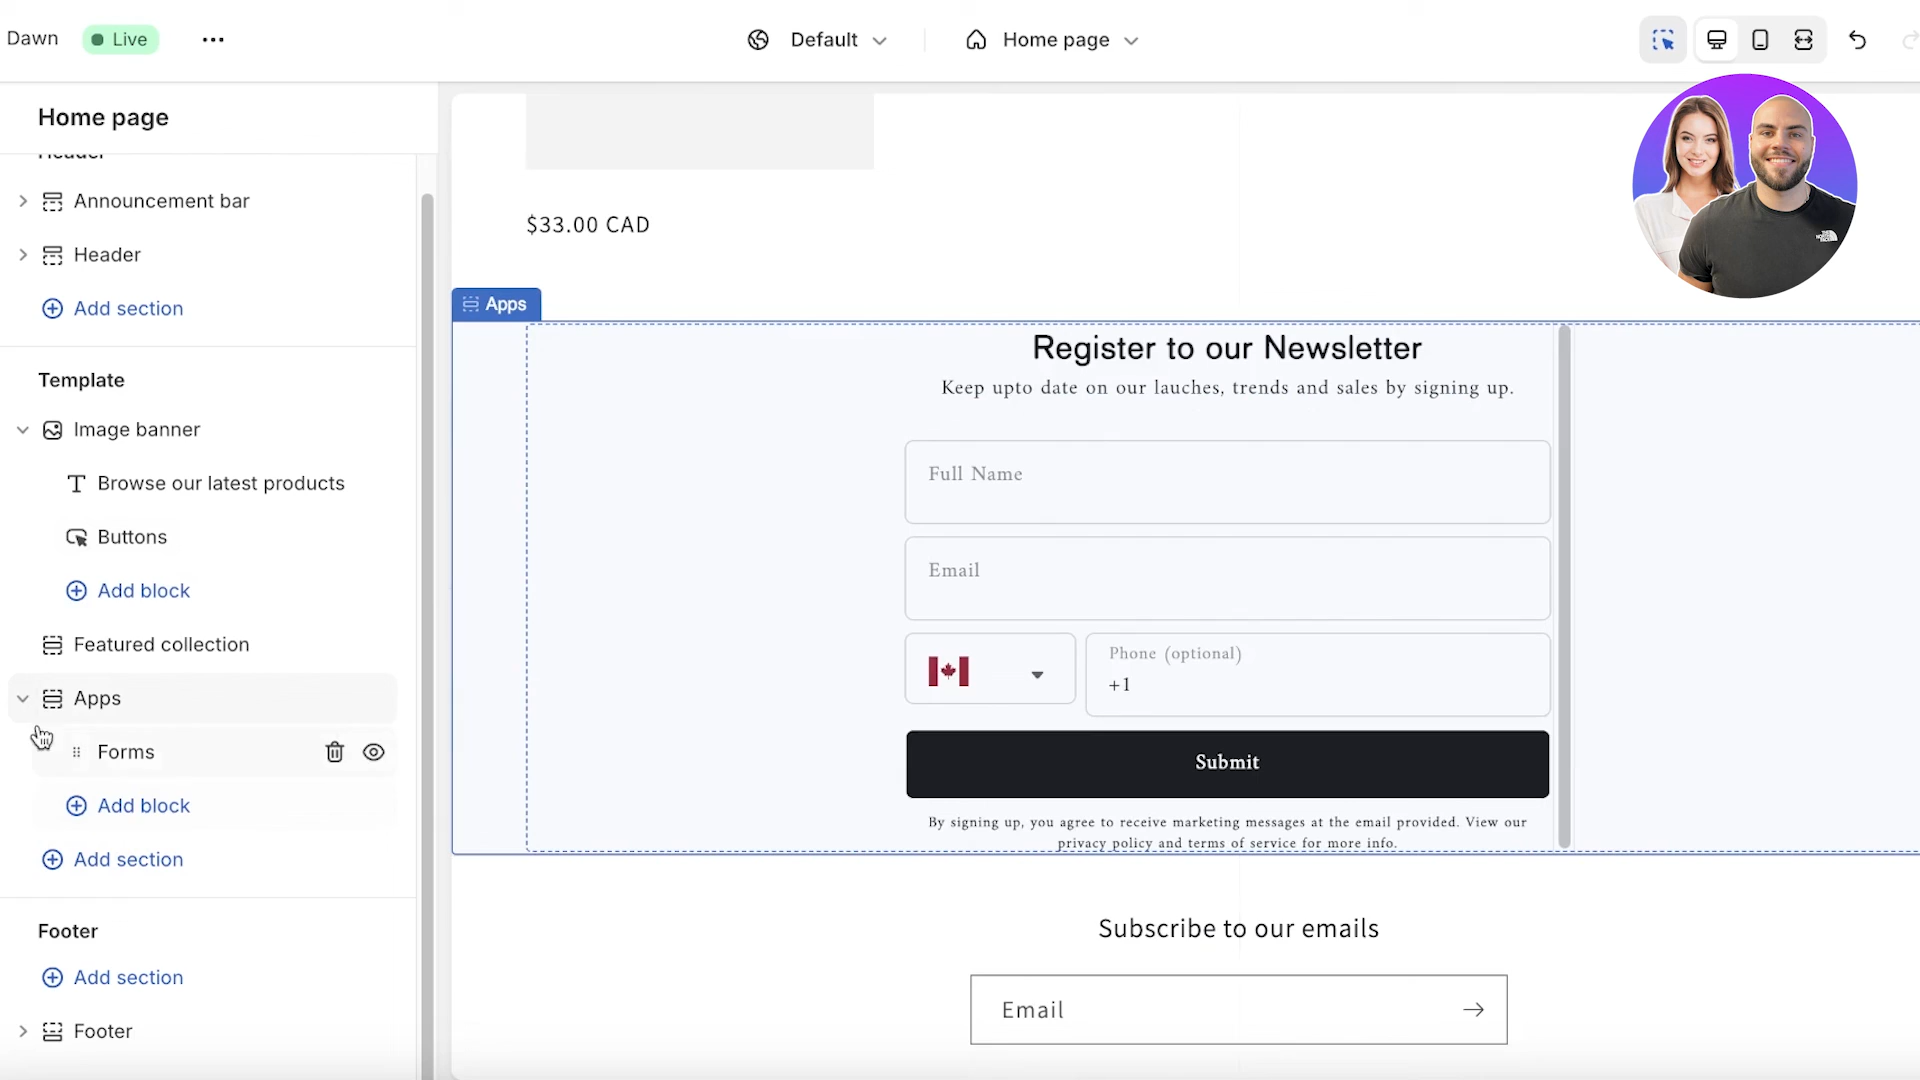 Dawn
Live
Default
Home page
Home page
Header
Announcement bar
Header
Add section
Template
Image banner
Browse our latest products
Buttons
Add block
Featured collection
Apps
Forms
Add block
Add section
Footer
Add section
Footer
$33.00 CAD
Apps
Register to our Newsletter
Keep upto date on our lauches, trends and sales by signing up.
Full Name
Email
Phone (optional)
+1
Submit
By signing up, you agree to receive marketing messages at the email provided. View our
privacy policy and terms of service for more info.
Subscribe to our emails
Email
THE NORTH FACE